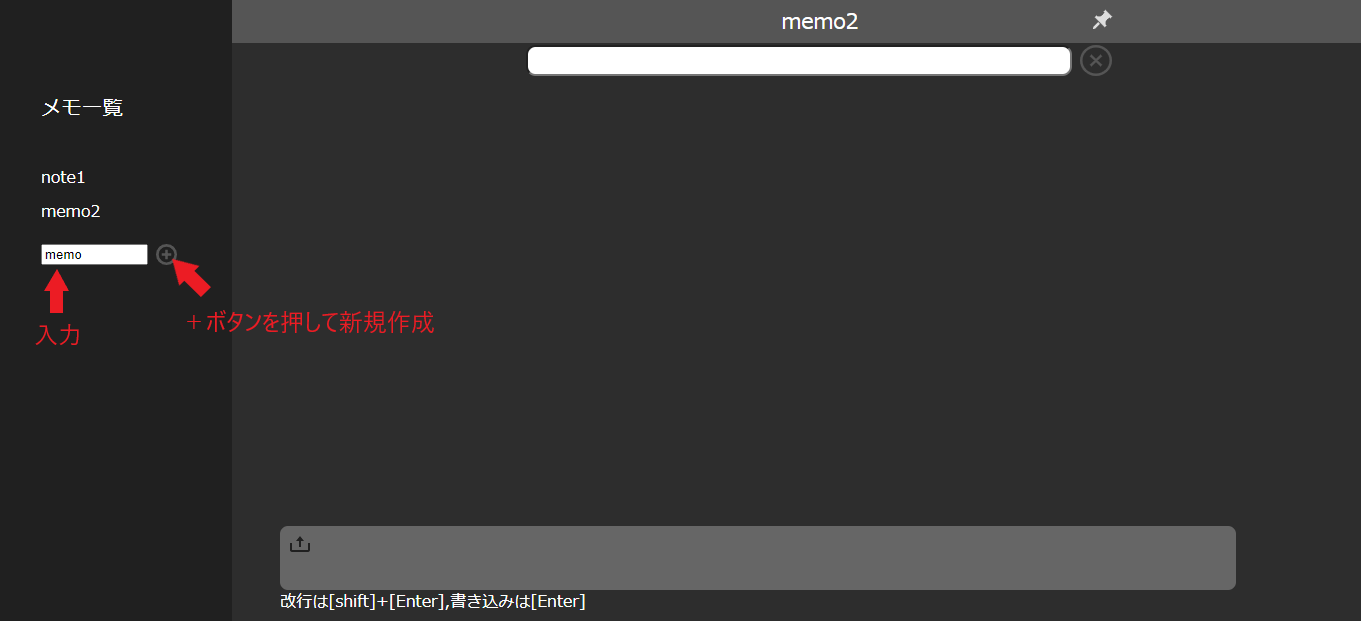 memo2
メモ一覧
note1
memo2
memo
入力
＋ボタンを押して新規作成
改行は[shift]+[Enter],書き込みは[Enter]